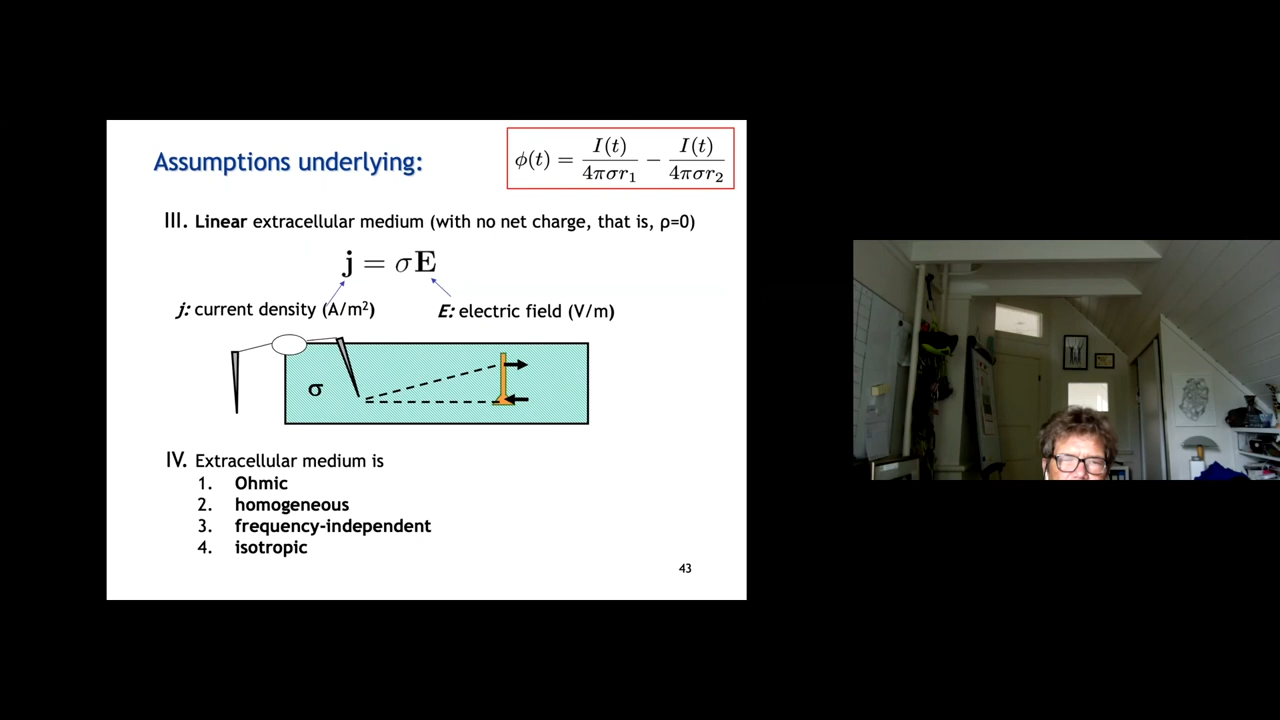 Assumptions underlying:
ϕ(t) = I(t)/4πσr₁ − I(t)/4πσr₂
III. Linear extracellular medium (with no net charge, that is, ρ=0)
j = σE
j: current density (A/m²)
E: electric field (V/m)
σ
IV. Extracellular medium is
1. Ohmic
2. homogeneous
3. frequency-independent
4. isotropic
43